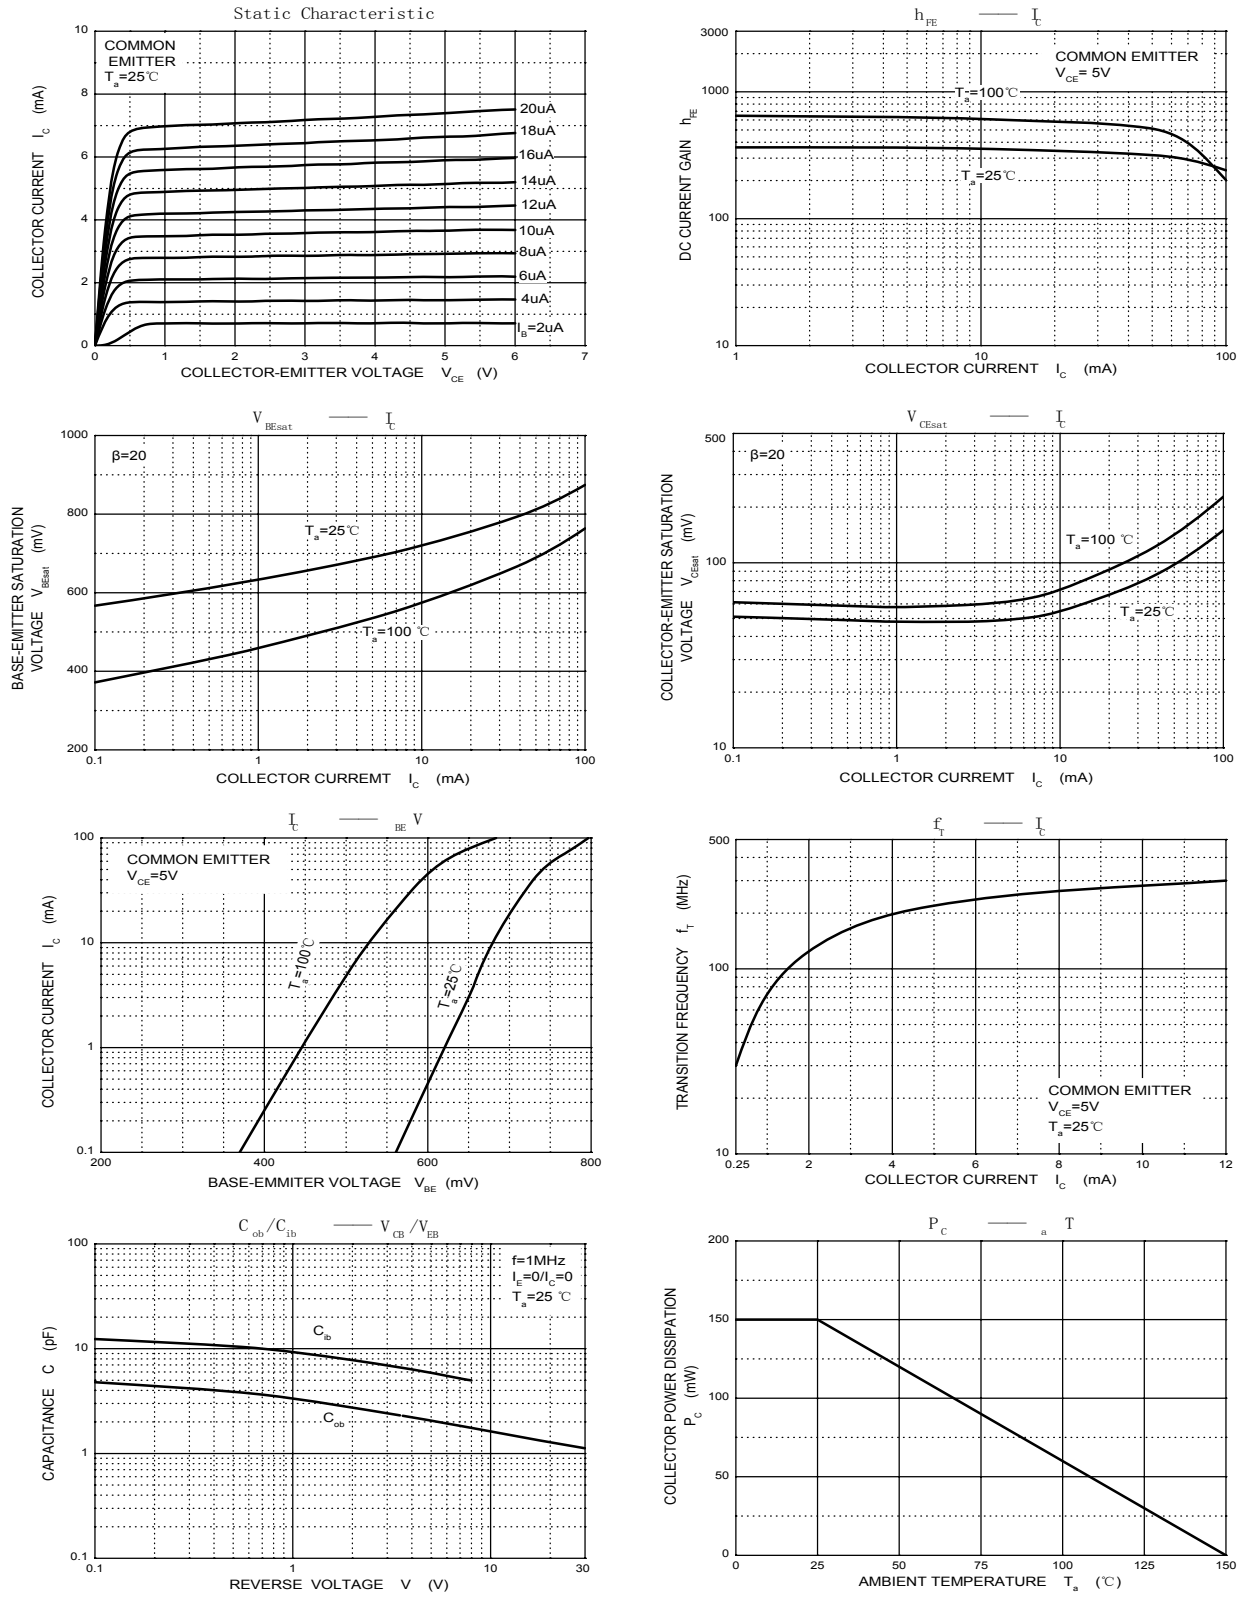 Static Characteristic
COMMON
EMITTER
Ta=25℃
20uA
18uA
16uA
14uA
12uA
10uA
8uA
6uA
4uA
IB=2uA
10
8
6
4
2
0
0 1 2 3 4 5 6 7
COLLECTOR CURRENT IC (mA)
COLLECTOR-EMITTER VOLTAGE VCE (V)
hFE —— IC
COMMON EMITTER
VCE= 5V
Ta=100℃
Ta=25℃
3000
1000
100
10
1 10 100
DC CURRENT GAIN hFE
COLLECTOR CURRENT IC (mA)
VBEsat —— IC
β=20
Ta=25℃
Ta=100 ℃
1000
800
600
400
200
0.1 1 10 100
BASE-EMITTER SATURATION
VOLTAGE VBEsat (mV)
COLLECTOR CURREMT IC (mA)
VCEsat —— IC
β=20
Ta=100 ℃
Ta=25℃
500
100
10
0.1 1 10 100
COLLECTOR-EMITTER SATURATION
VOLTAGE VCEsat (mV)
COLLECTOR CURREMT IC (mA)
IC —— BE V
COMMON EMITTER
VCE=5V
Ta=100℃
Ta=25℃
100
10
1
0.1
200 400 600 800
COLLECTOR CURRENT IC (mA)
BASE-EMMITER VOLTAGE VBE (mV)
fT —— IC
COMMON EMITTER
VCE=5V
Ta=25℃
500
100
10
0.25 2 4 6 8 10 12
TRANSITION FREQUENCY fT (MHz)
COLLECTOR CURRENT IC (mA)
Cob/Cib —— VCB/VEB
f=1MHz
IE=0/IC=0
Ta=25 ℃
Cib
Cob
100
10
1
0.1
0.1 1 10 30
CAPACITANCE C (pF)
REVERSE VOLTAGE V (V)
PC —— a T
200
150
100
50
0
0 25 50 75 100 125 150
COLLECTOR POWER DISSIPATION
PC (mW)
AMBIENT TEMPERATURE Ta (℃)